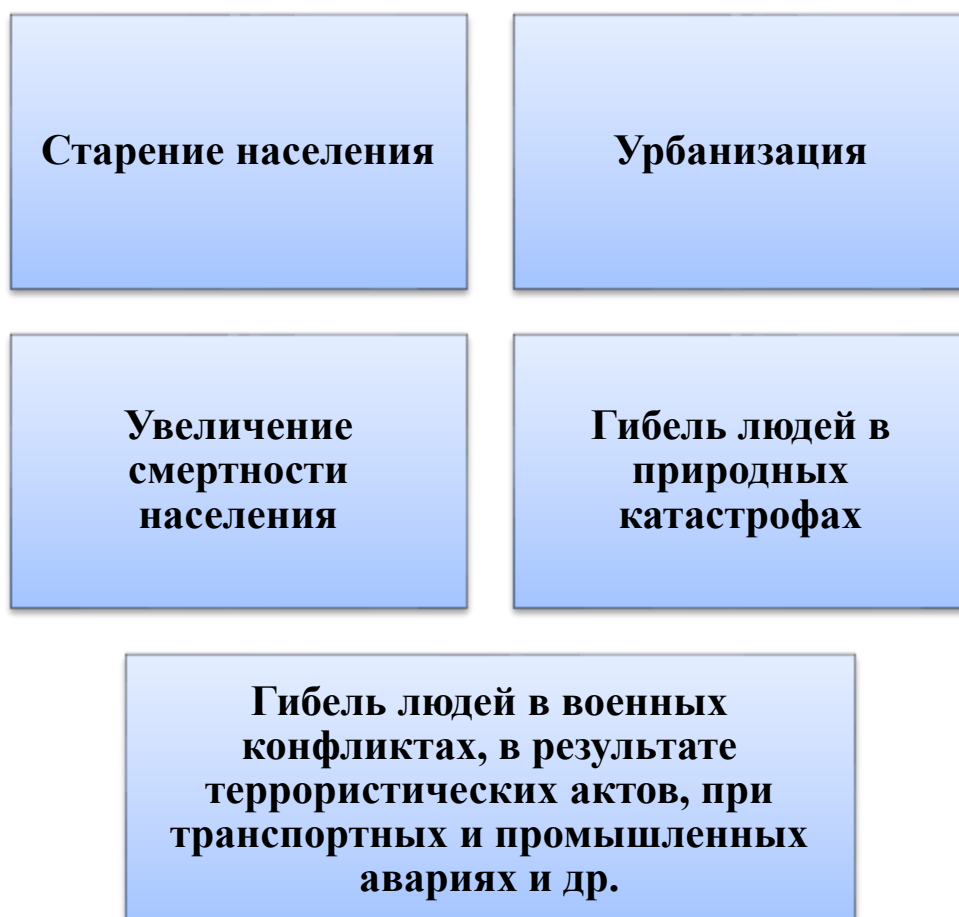 Старение населения
Урбанизация
Увеличение
смертности
населения
Гибель людей в
природных
катастрофах
Гибель людей в военных
конфликтах, в результате
террористических актов, при
транспортных и промышленных
авариях и др.